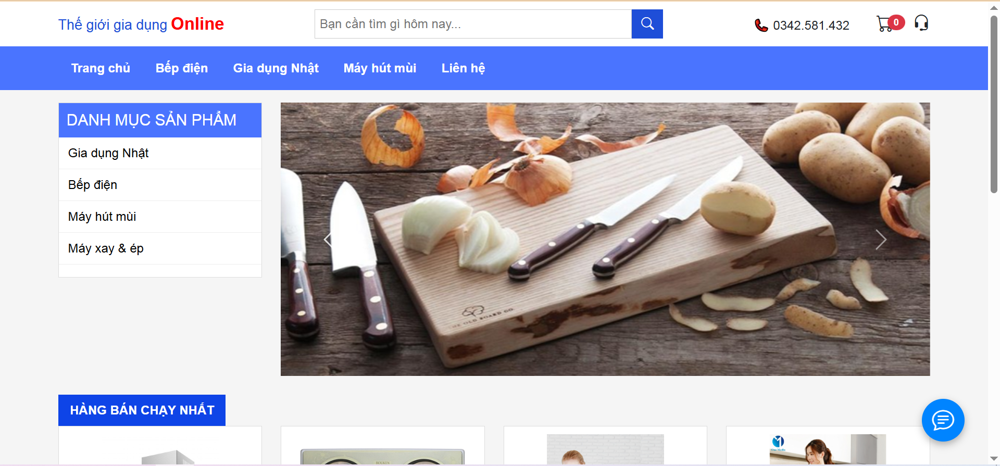 Thế giới gia dụng Online
Bạn cần tìm gì hôm nay...
0342.581.432
0
Trang chủ
Bếp điện
Gia dụng Nhật
Máy hút mùi
Liên hệ
DANH MỤC SẢN PHẨM
Gia dụng Nhật
Bếp điện
Máy hút mùi
Máy xay & ép
THE OLD BOARD CO.
HÀNG BÁN CHẠY NHẤT